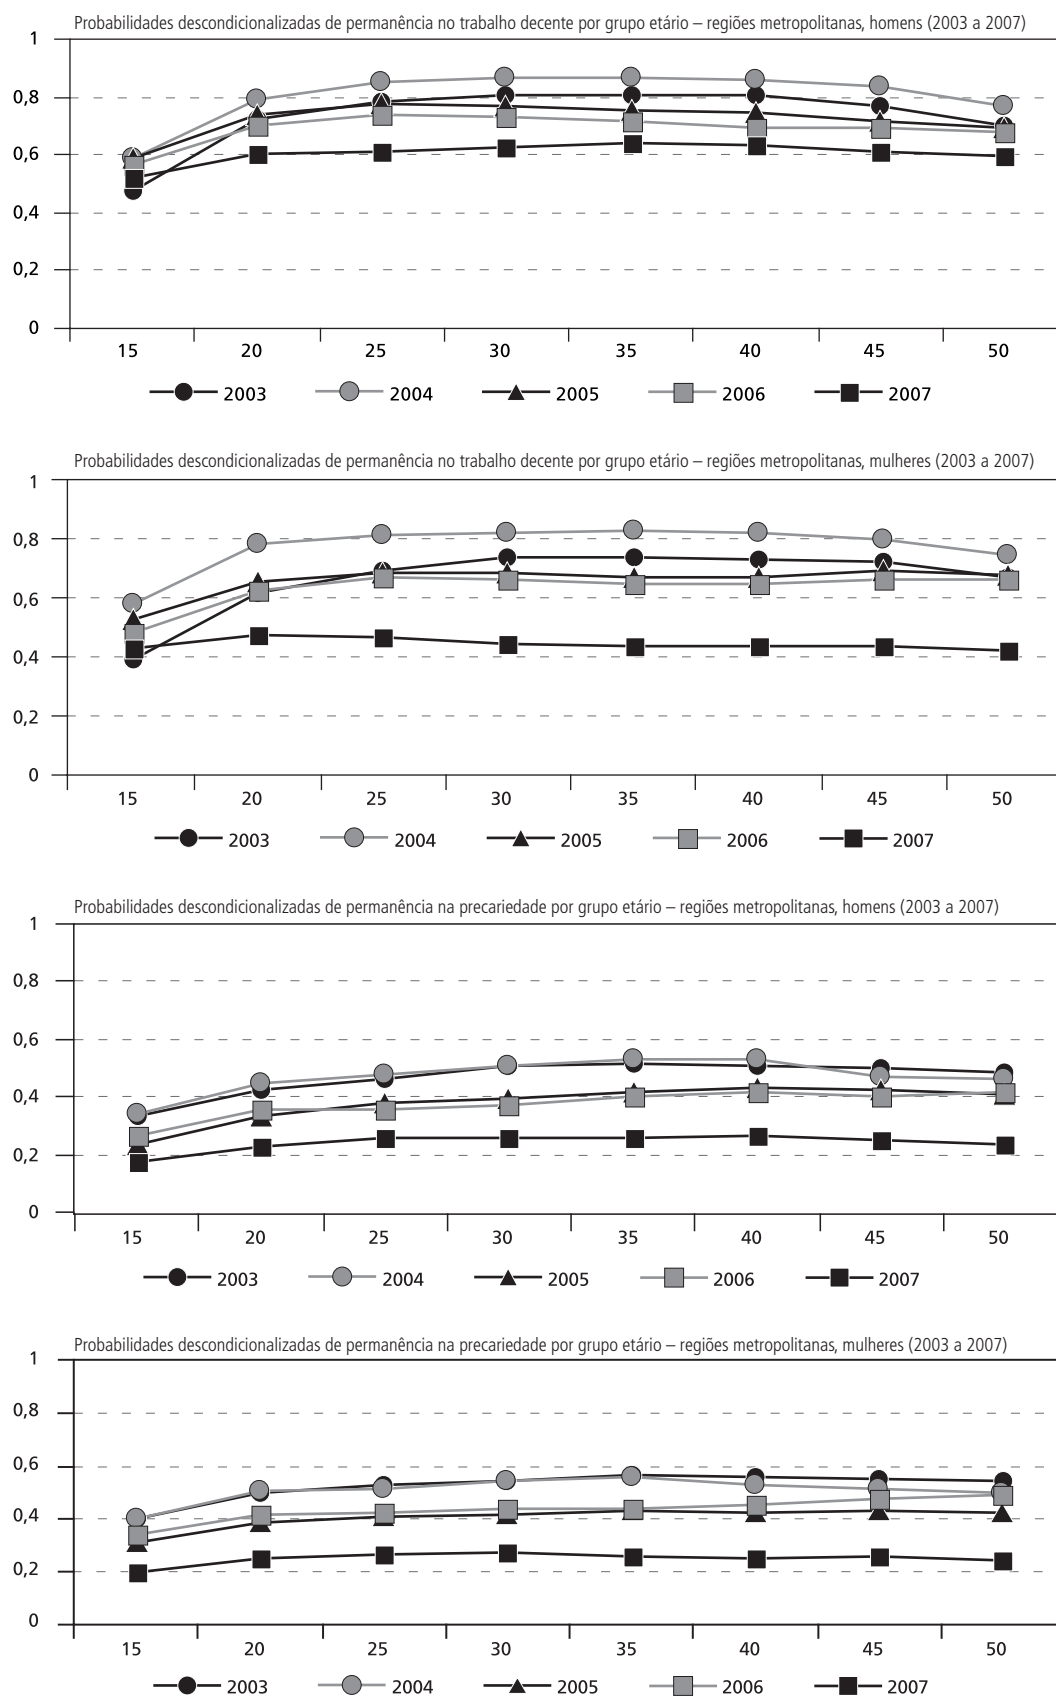 Probabilidades descondicionalizadas de permanência no trabalho decente por grupo etário – regiões metropolitanas, homens (2003 a 2007)
1
0,8
0,6
0,4
0,2
0
15 20 25 30 35 40 45 50
2003 2004 2005 2006 2007
Probabilidades descondicionalizadas de permanência no trabalho decente por grupo etário – regiões metropolitanas, mulheres (2003 a 2007)
1
0,8
0,6
0,4
0,2
0
15 20 25 30 35 40 45 50
2003 2004 2005 2006 2007
Probabilidades descondicionalizadas de permanência na precariedade por grupo etário – regiões metropolitanas, homens (2003 a 2007)
1
0,8
0,6
0,4
0,2
0
15 20 25 30 35 40 45 50
2003 2004 2005 2006 2007
Probabilidades descondicionalizadas de permanência na precariedade por grupo etário – regiões metropolitanas, mulheres (2003 a 2007)
1
0,8
0,6
0,4
0,2
0
15 20 25 30 35 40 45 50
2003 2004 2005 2006 2007